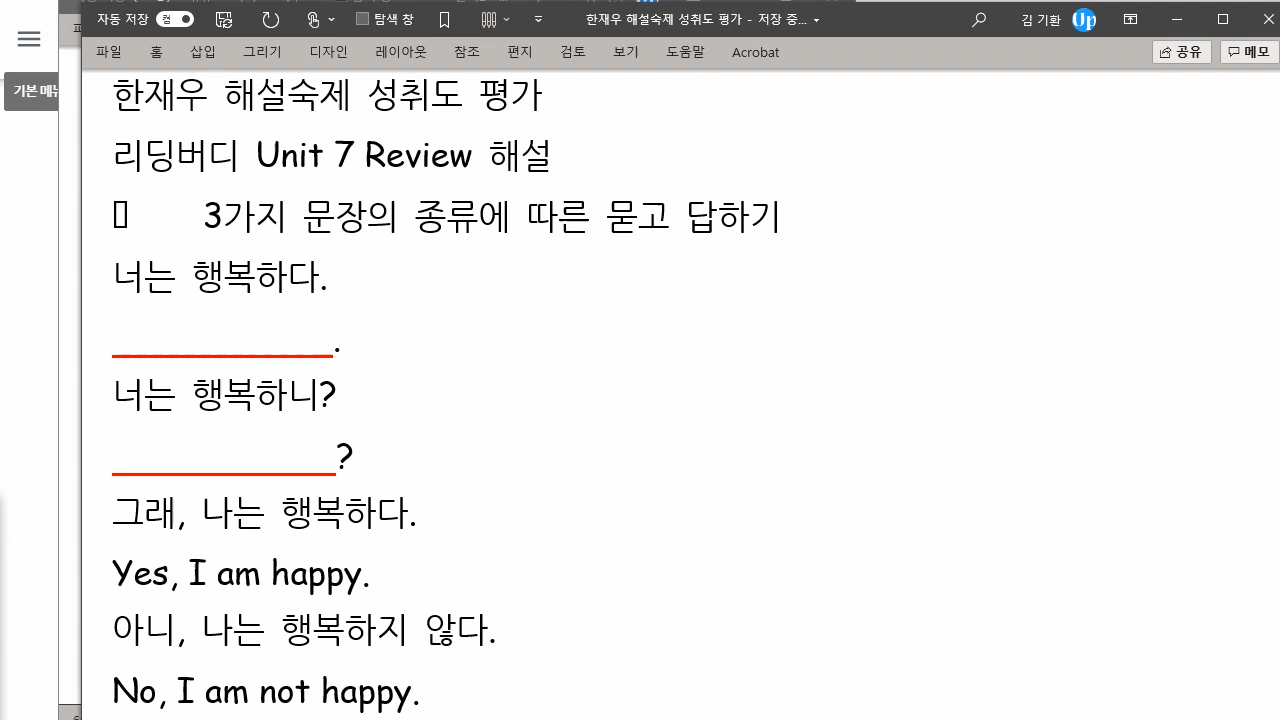 자동 저장 컴 탐색 창 한재우 해설숙제 성취도 평가 - 저장 중... 김 기환 Up
파일 홈 삽입 그리기 디자인 레이아웃 참조 편지 검토 보기 도움말 Acrobat 공유 메모
기본 메뉴
한재우 해설숙제 성취도 평가
리딩버디 Unit 7 Review 해설
3가지 문장의 종류에 따른 묻고 답하기
너는 행복하다.
____________.
너는 행복하니?
____________?
그래, 나는 행복하다.
Yes, I am happy.
아니, 나는 행복하지 않다.
No, I am not happy.